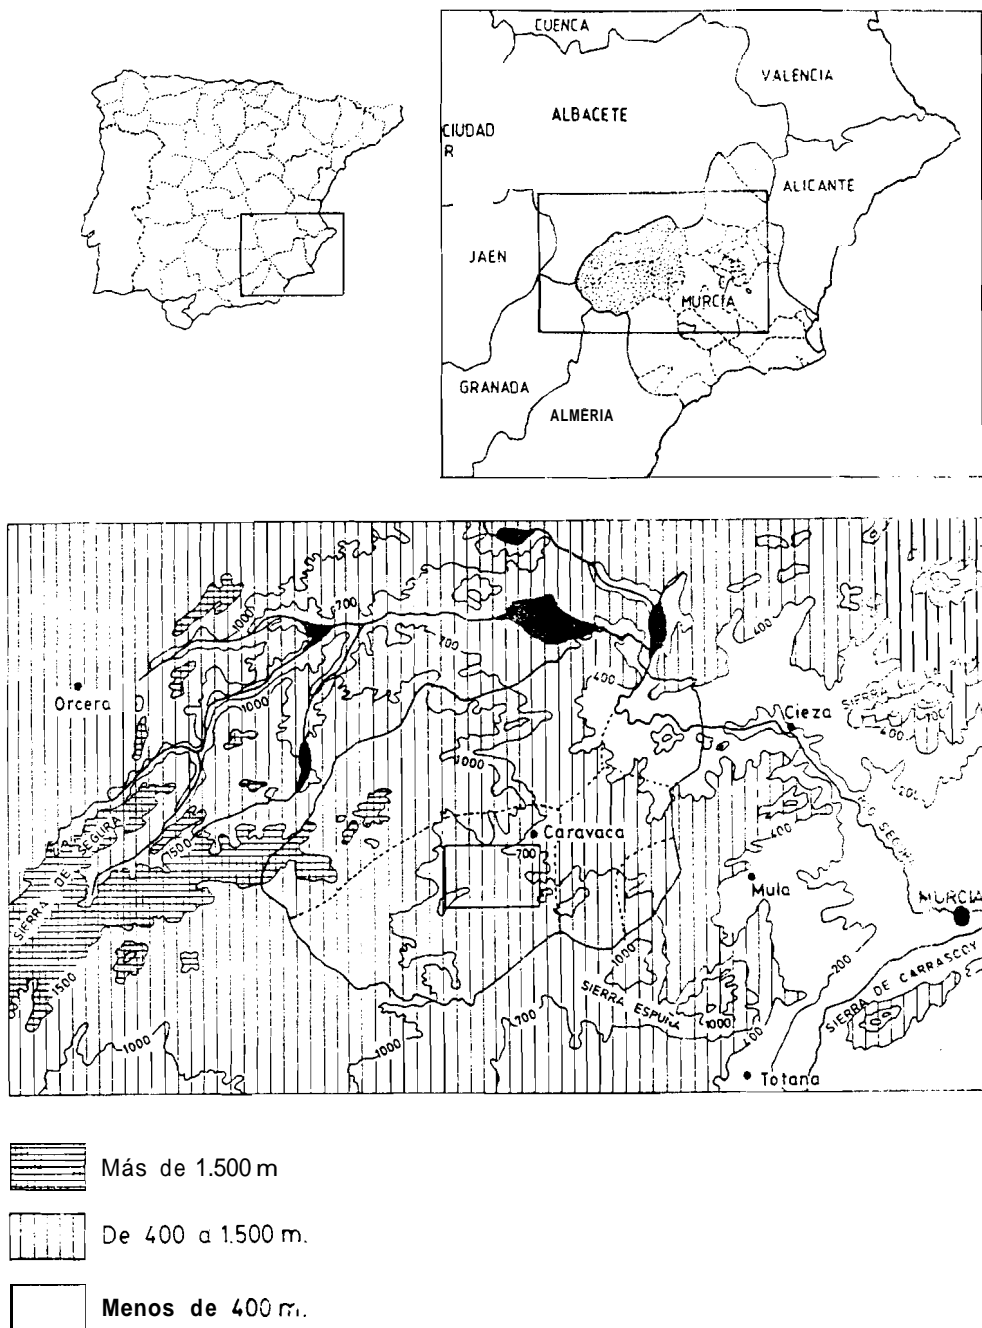 CUENCA
VALENCIA
ALBACETE
CIUDAD
R
ALICANTE
JAEN
MURCIA
GRANADA
ALMERIA
700
1000
700
400
400
Orcera
1000
SIERRA
400
Cieza
1000
200
RIO SEGURA
400
Caravaca
700
SIERRA DE SEGURA
1500
Mula
MURCIA
1000
200
SIERRA DE CARRASCOY
1500
SIERRA ESPUÑA
1000
700
1000
1000
400
Totana
Más de 1.500 m
De 400 a 1.500 m.
Menos de 400 m.